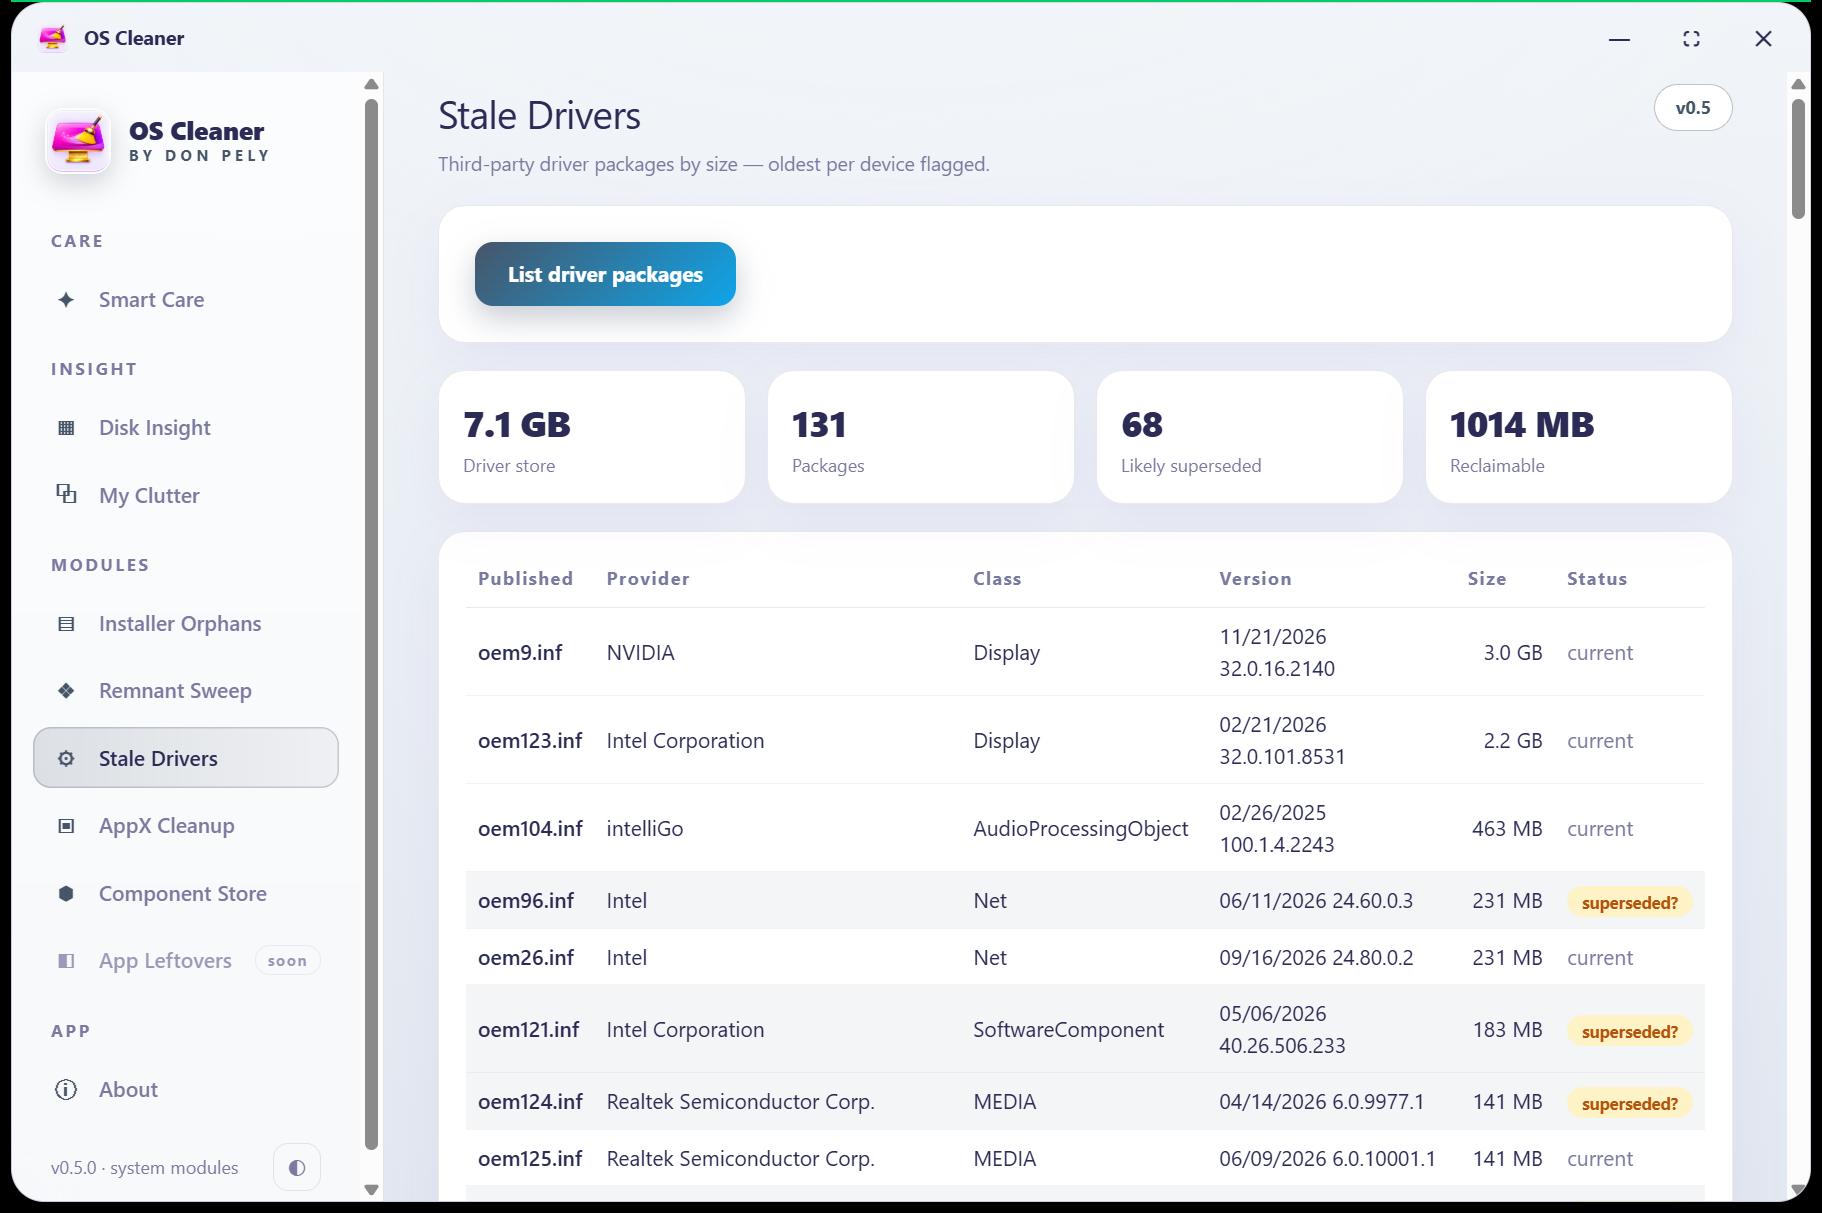 OS Cleaner
OS Cleaner
BY DON PELY
CARE
Smart Care
INSIGHT
Disk Insight
My Clutter
MODULES
Installer Orphans
Remnant Sweep
Stale Drivers
AppX Cleanup
Component Store
App Leftovers soon
APP
About
v0.5.0 · system modules
Stale Drivers
v0.5
Third-party driver packages by size — oldest per device flagged.
List driver packages
7.1 GB
Driver store
131
Packages
68
Likely superseded
1014 MB
Reclaimable
Published Provider Class Version Size Status
oem9.inf NVIDIA Display 11/21/2026 32.0.16.2140 3.0 GB current
oem123.inf Intel Corporation Display 02/21/2026 32.0.101.8531 2.2 GB current
oem104.inf intelliGo AudioProcessingObject 02/26/2025 100.1.4.2243 463 MB current
oem96.inf Intel Net 06/11/2026 24.60.0.3 231 MB superseded?
oem26.inf Intel Net 09/16/2026 24.80.0.2 231 MB current
oem121.inf Intel Corporation SoftwareComponent 05/06/2026 40.26.506.233 183 MB superseded?
oem124.inf Realtek Semiconductor Corp. MEDIA 04/14/2026 6.0.9977.1 141 MB superseded?
oem125.inf Realtek Semiconductor Corp. MEDIA 06/09/2026 6.0.10001.1 141 MB current